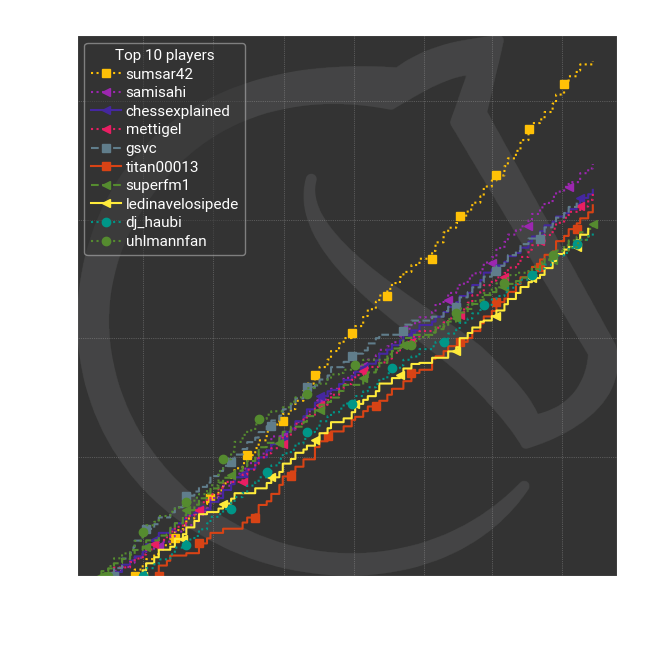 Top 10 players
sumsar42
samisahi
chessexplained
mettigel
gsvc
titan00013
superfm1
ledinavelosipede
dj_haubi
uhlmannfan